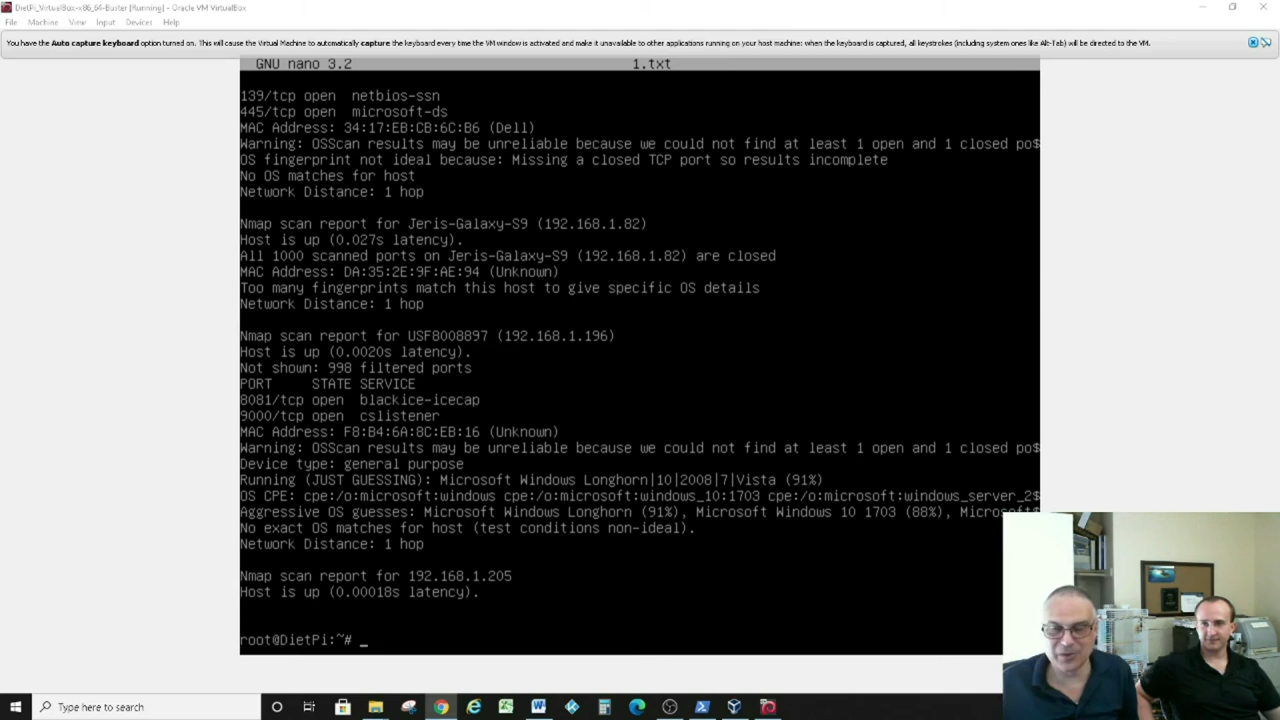 DietPi_VirtualBox-x86_64-Buster [Running] - Oracle VM VirtualBox
File Machine View Input Devices Help
You have the Auto capture keyboard option turned on. This will cause the Virtual Machine to automatically capture the keyboard every time the VM window is activated and make it unavailable to other applications running on your host machine: when the keyboard is captured, all keystrokes (including system ones like Alt-Tab) will be directed to the VM.
GNU nano 3.2 1.txt
139/tcp open netbios-ssn
445/tcp open microsoft-ds
MAC Address: 34:17:EB:CB:6C:B6 (Dell)
Warning: OSScan results may be unreliable because we could not find at least 1 open and 1 closed po$
OS fingerprint not ideal because: Missing a closed TCP port so results incomplete
No OS matches for host
Network Distance: 1 hop
Nmap scan report for Jeris-Galaxy-S9 (192.168.1.82)
Host is up (0.027s latency).
All 1000 scanned ports on Jeris-Galaxy-S9 (192.168.1.82) are closed
MAC Address: DA:35:2E:9F:AE:94 (Unknown)
Too many fingerprints match this host to give specific OS details
Network Distance: 1 hop
Nmap scan report for USF8008897 (192.168.1.196)
Host is up (0.0020s latency).
Not shown: 998 filtered ports
PORT STATE SERVICE
8081/tcp open blackice-icecap
9000/tcp open cslistener
MAC Address: F8:B4:6A:8C:EB:16 (Unknown)
Warning: OSScan results may be unreliable because we could not find at least 1 open and 1 closed po$
Device type: general purpose
Running (JUST GUESSING): Microsoft Windows Longhorn|10|2008|7|Vista (91%)
OS CPE: cpe:/o:microsoft:windows cpe:/o:microsoft:windows_10:1703 cpe:/o:microsoft:windows_server_2$
Aggressive OS guesses: Microsoft Windows Longhorn (91%), Microsoft Windows 10 1703 (88%), Microsoft$
No exact OS matches for host (test conditions non-ideal).
Network Distance: 1 hop
Nmap scan report for 192.168.1.205
Host is up (0.00018s latency).
root@DietPi:~# _
Type here to search